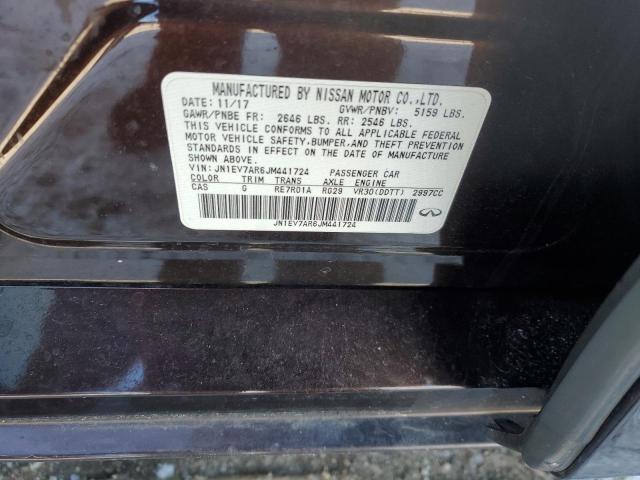 MANUFACTURED BY NISSAN MOTOR CO.,LTD.
DATE: 11/17 GVWR/PNBV: 5159 LBS.
GAWR/PNBE FR: 2646 LBS. RR: 2546 LBS.
THIS VEHICLE CONFORMS TO ALL APPLICABLE FEDERAL
MOTOR VEHICLE SAFETY,BUMPER,AND THEFT PREVENTION
STANDARDS IN EFFECT ON THE DATE OF MANUFACTURE
SHOWN ABOVE.
VIN: JN1EV7AR6JM441724 PASSENGER CAR
COLOR TRIM TRANS AXLE ENGINE
CAS G RE7R01A RG29 VR30(DDTT) 2997CC
JN1EV7AR6JM441724